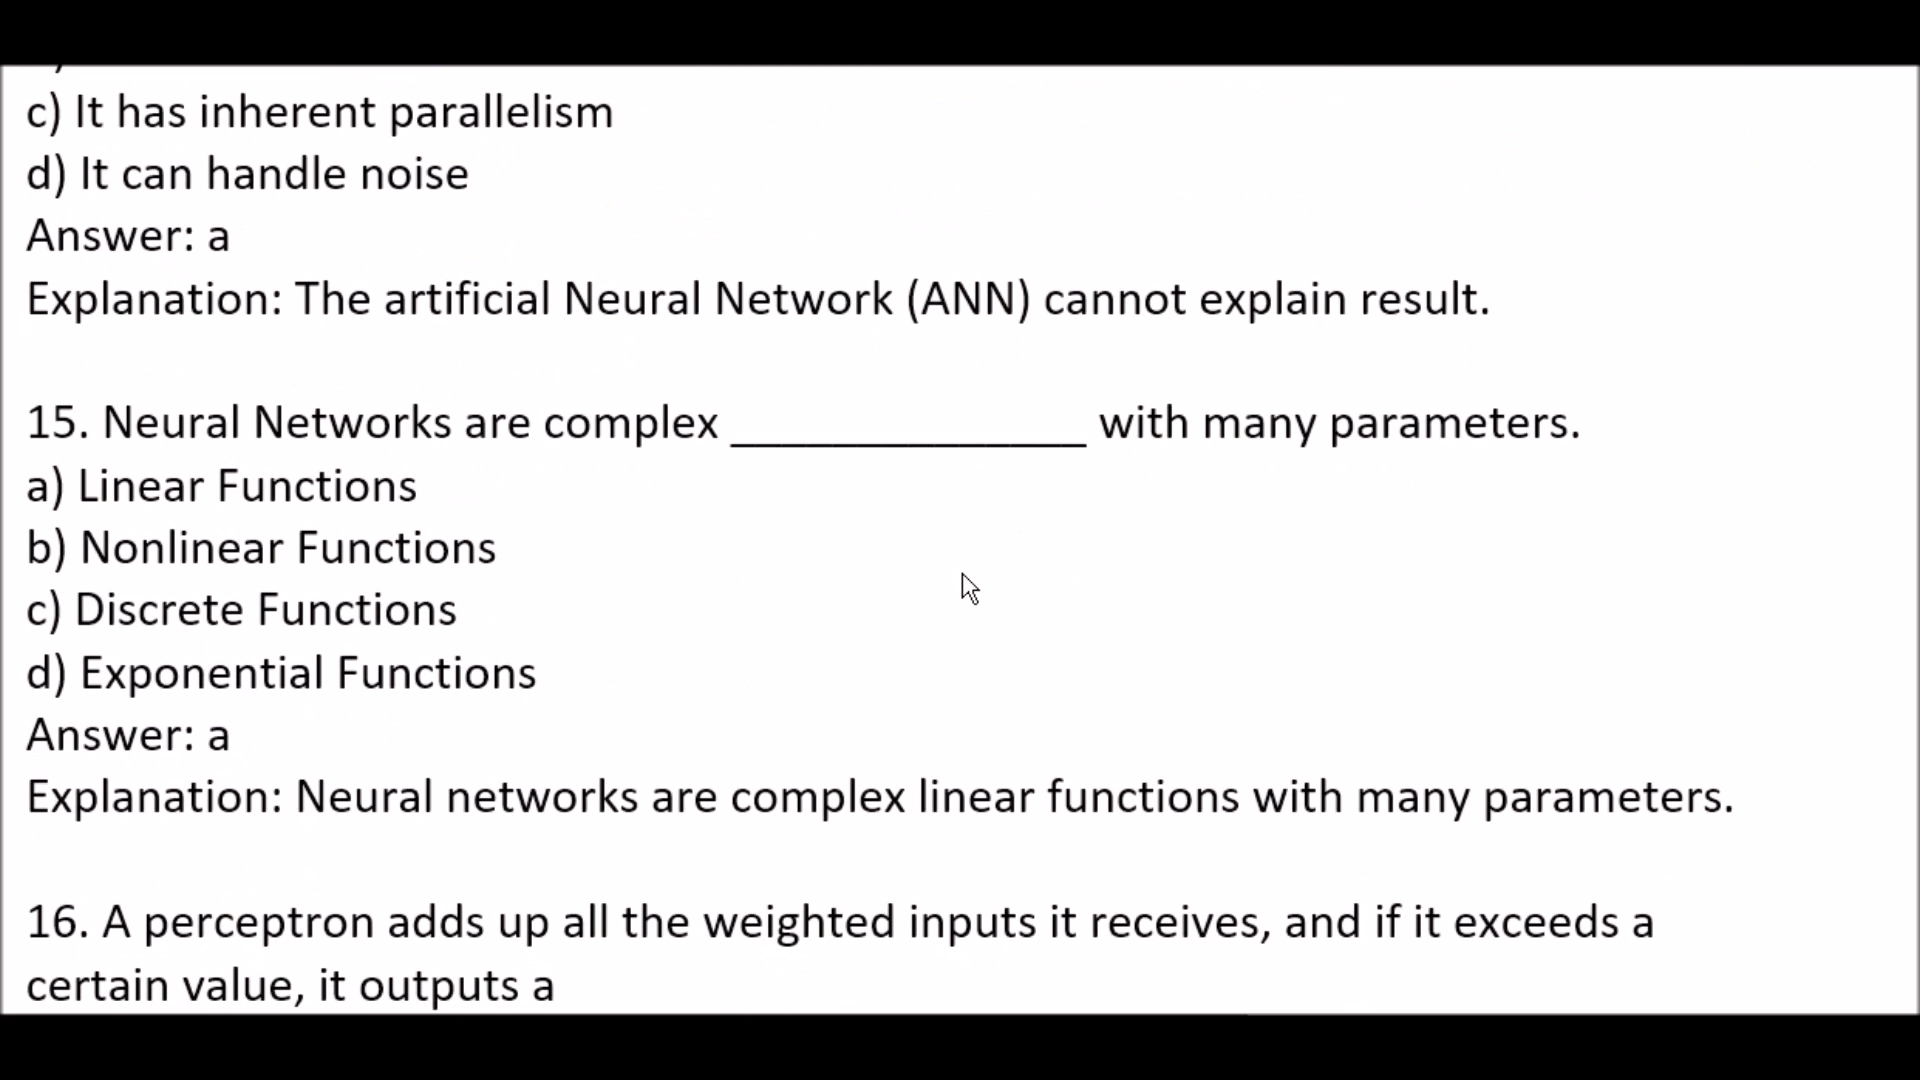 c) It has inherent parallelism
d) It can handle noise
Answer: a
Explanation: The artificial Neural Network (ANN) cannot explain result.
15. Neural Networks are complex ______________ with many parameters.
a) Linear Functions
b) Nonlinear Functions
c) Discrete Functions
d) Exponential Functions
Answer: a
Explanation: Neural networks are complex linear functions with many parameters.
16. A perceptron adds up all the weighted inputs it receives, and if it exceeds a
certain value, it outputs a